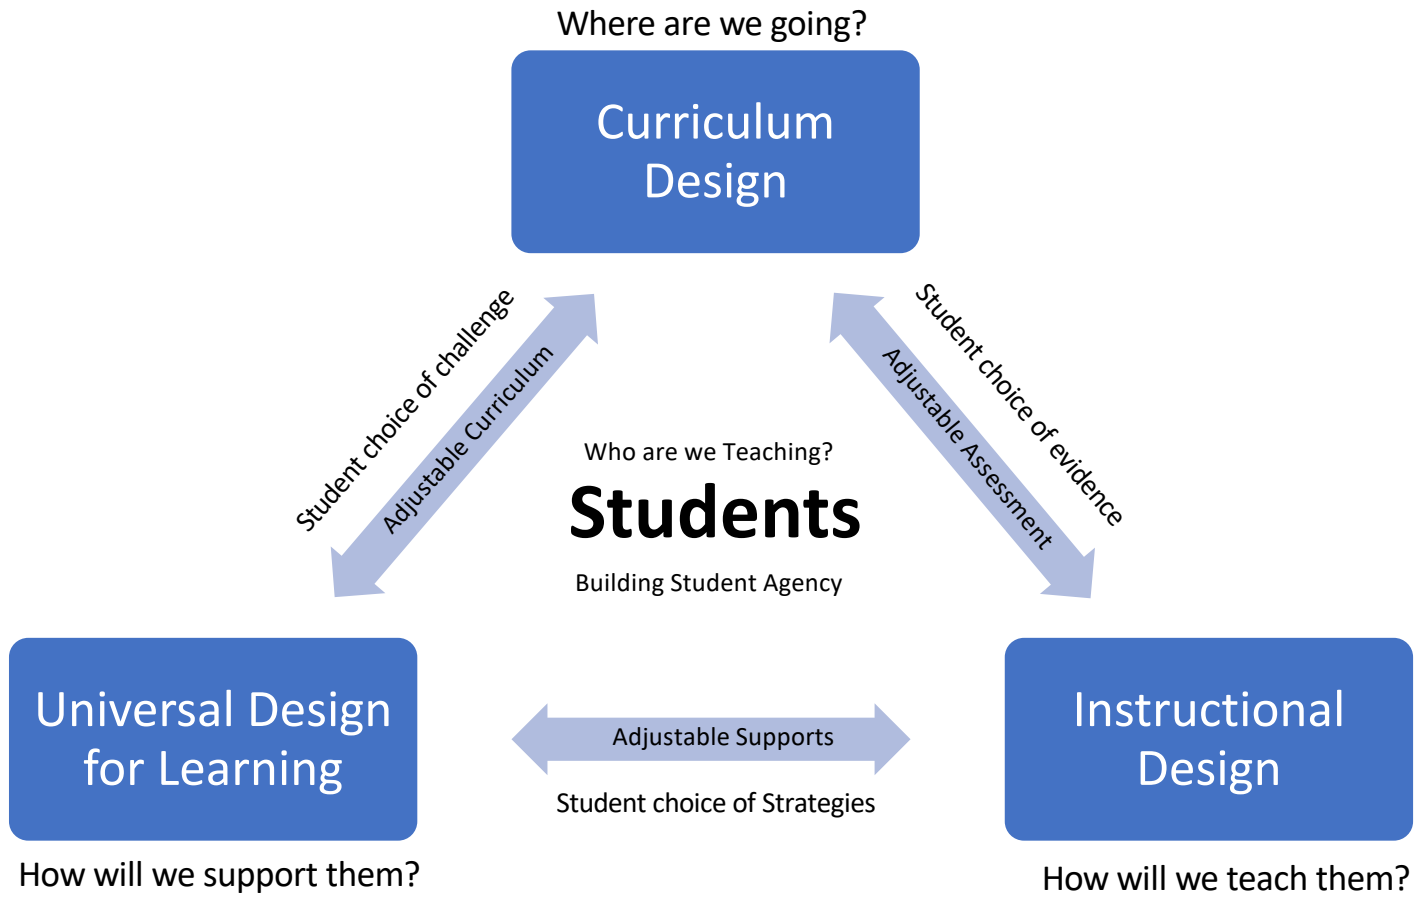 Where are we going?
Curriculum
Design
Student choice of challenge
Adjustable Curriculum
Adjustable Assessment
Student choice of evidence
Who are we Teaching?
Students
Building Student Agency
Universal Design
for Learning
Adjustable Supports
Student choice of Strategies
Instructional
Design
How will we support them?
How will we teach them?